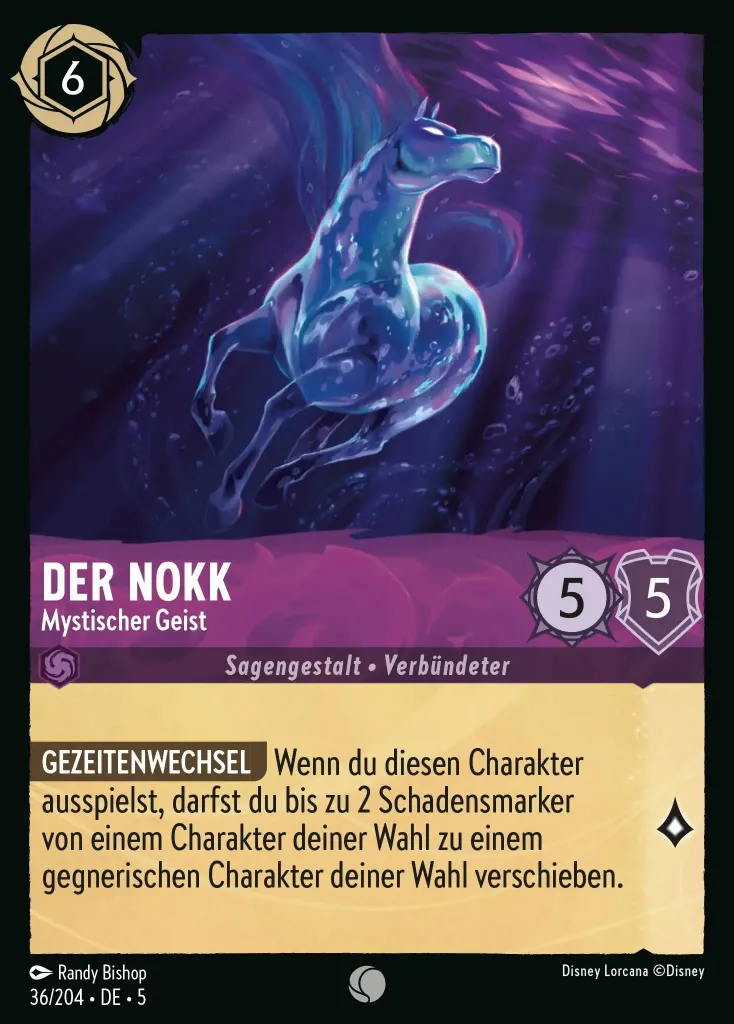 6
DER NOKK
Mystischer Geist
5
5
Sagengestalt • Verbündeter
GEZEITENWECHSEL Wenn du diesen Charakter
ausspielst, darfst du bis zu 2 Schadensmarker
von einem Charakter deiner Wahl zu einem
gegnerischen Charakter deiner Wahl verschieben.
Randy Bishop
36/204 • DE • 5
Disney Lorcana ©Disney